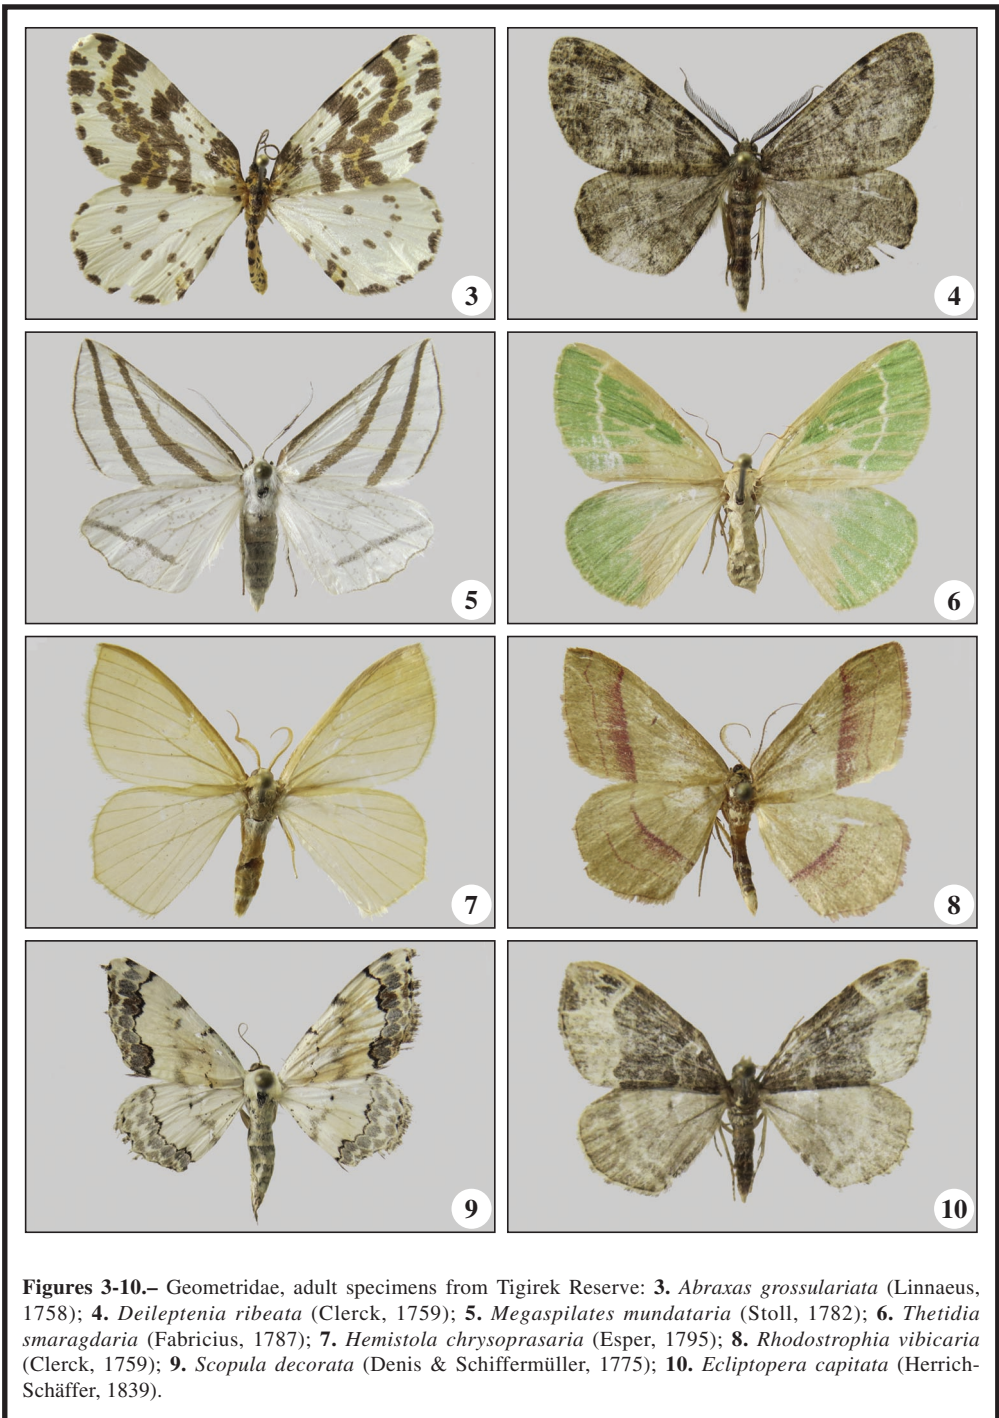 3
4
5
6
7
8
9
10
Figures 3-10.– Geometridae, adult specimens from Tigirek Reserve: 3. Abraxas grossulariata (Linnaeus,
1758); 4. Deileptenia ribeata (Clerck, 1759); 5. Megaspilates mundataria (Stoll, 1782); 6. Thetidia
smaragdaria (Fabricius, 1787); 7. Hemistola chrysoprasaria (Esper, 1795); 8. Rhodostrophia vibicaria
(Clerck, 1759); 9. Scopula decorata (Denis & Schiffermüller, 1775); 10. Ecliptopera capitata (Herrich-
Schäffer, 1839).